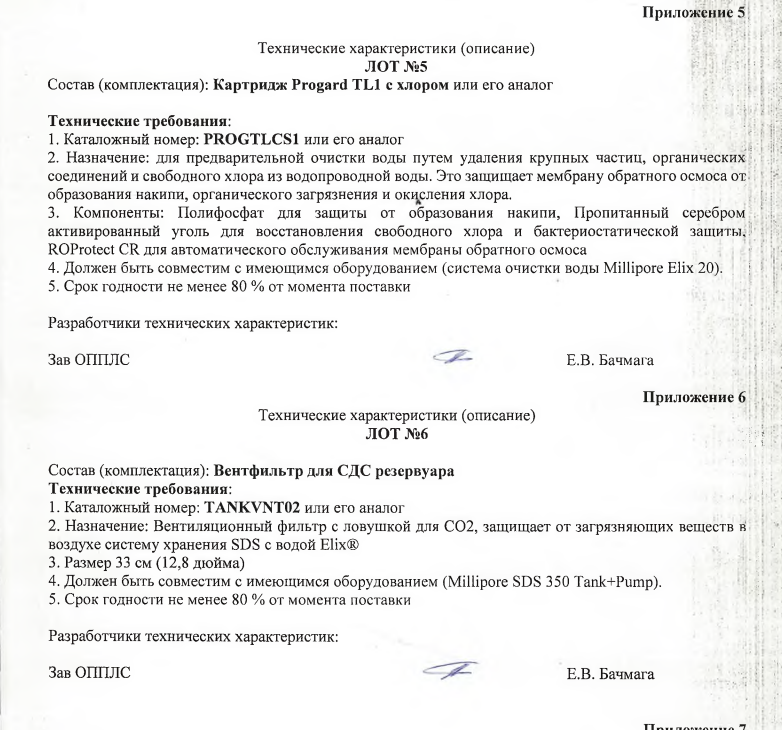 Приложение 5
Технические характеристики (описание)
ЛОТ №5
Состав (комплектация): Картридж Progard TL1 с хлором или его аналог
Технические требования:
1. Каталожный номер: PROGTLCS1 или его аналог
2. Назначение: для предварительной очистки воды путем удаления крупных частиц, органических
соединений и свободного хлора из водопроводной воды. Это защищает мембрану обратного осмоса от
образования накипи, органического загрязнения и окисления хлора.
3. Компоненты: Полифосфат для защиты от образования накипи, Пропитанный серебром
активированный уголь для восстановления свободного хлора и бактериостатической защиты,
ROProtect CR для автоматического обслуживания мембраны обратного осмоса
4. Должен быть совместим с имеющимся оборудованием (система очистки воды Millipore Elix 20).
5. Срок годности не менее 80 % от момента поставки
Разработчики технических характеристик:
Зав ОППЛС Е.В. Бачмага
Приложение 6
Технические характеристики (описание)
ЛОТ №6
Состав (комплектация): Вентфильтр для СДС резервуара
Технические требования:
1. Каталожный номер: TANKVNT02 или его аналог
2. Назначение: Вентиляционный фильтр с ловушкой для CO2, защищает от загрязняющих веществ в
воздухе систему хранения SDS с водой Elix®
3. Размер 33 см (12,8 дюйма)
4. Должен быть совместим с имеющимся оборудованием (Millipore SDS 350 Tank+Pump).
5. Срок годности не менее 80 % от момента поставки
Разработчики технических характеристик:
Зав ОППЛС Е.В. Бачмага
Приложение 7